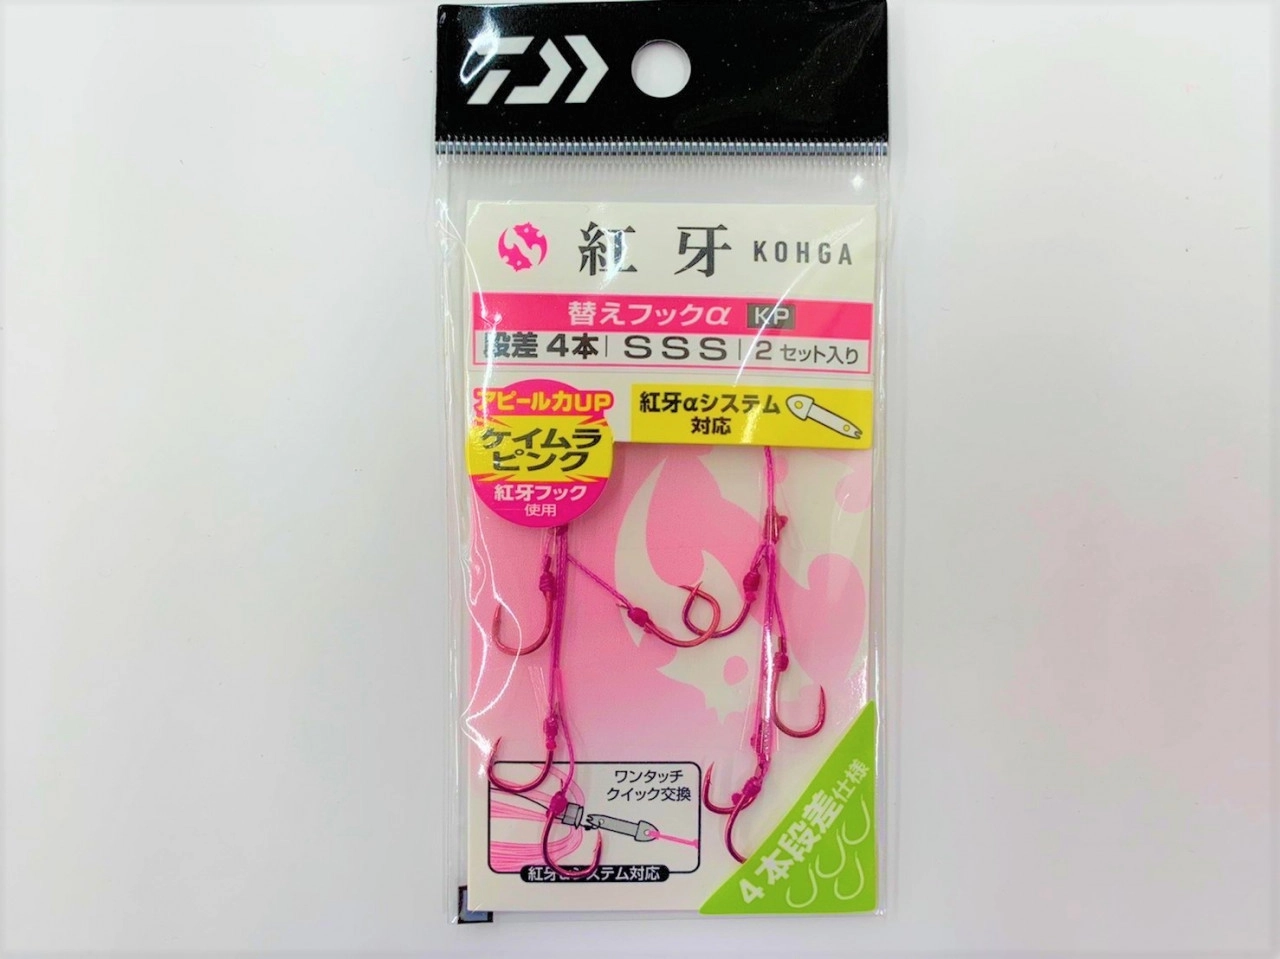 紅牙 KOHGA
替えフックα KP
段差4本 SSS 2セット入り
アピール力UP
ケイムラ
ピンク
紅牙フック
使用
紅牙αシステム
対応
ワンタッチ
クイック交換
紅牙αシステム対応
4本段差仕様